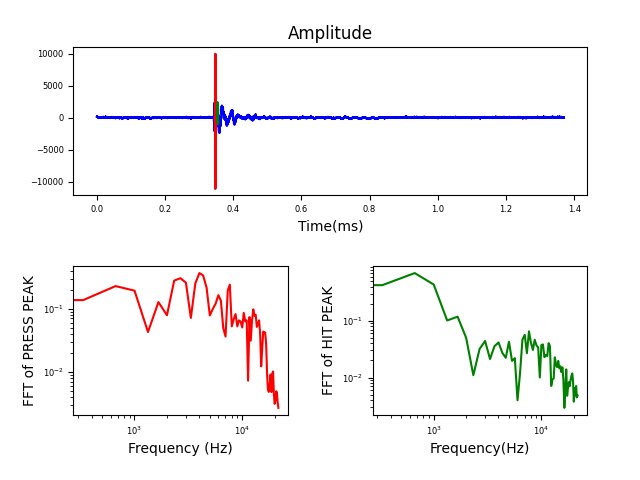 Amplitude
10000
5000
0
−5000
−10000
0.0 0.2 0.4 0.6 0.8 1.0 1.2 1.4
Time(ms)
FFT of PRESS PEAK
10⁻¹
10⁻²
10³ 10⁴
Frequency (Hz)
FFT of HIT PEAK
10⁻¹
10⁻²
10³ 10⁴
Frequency(Hz)